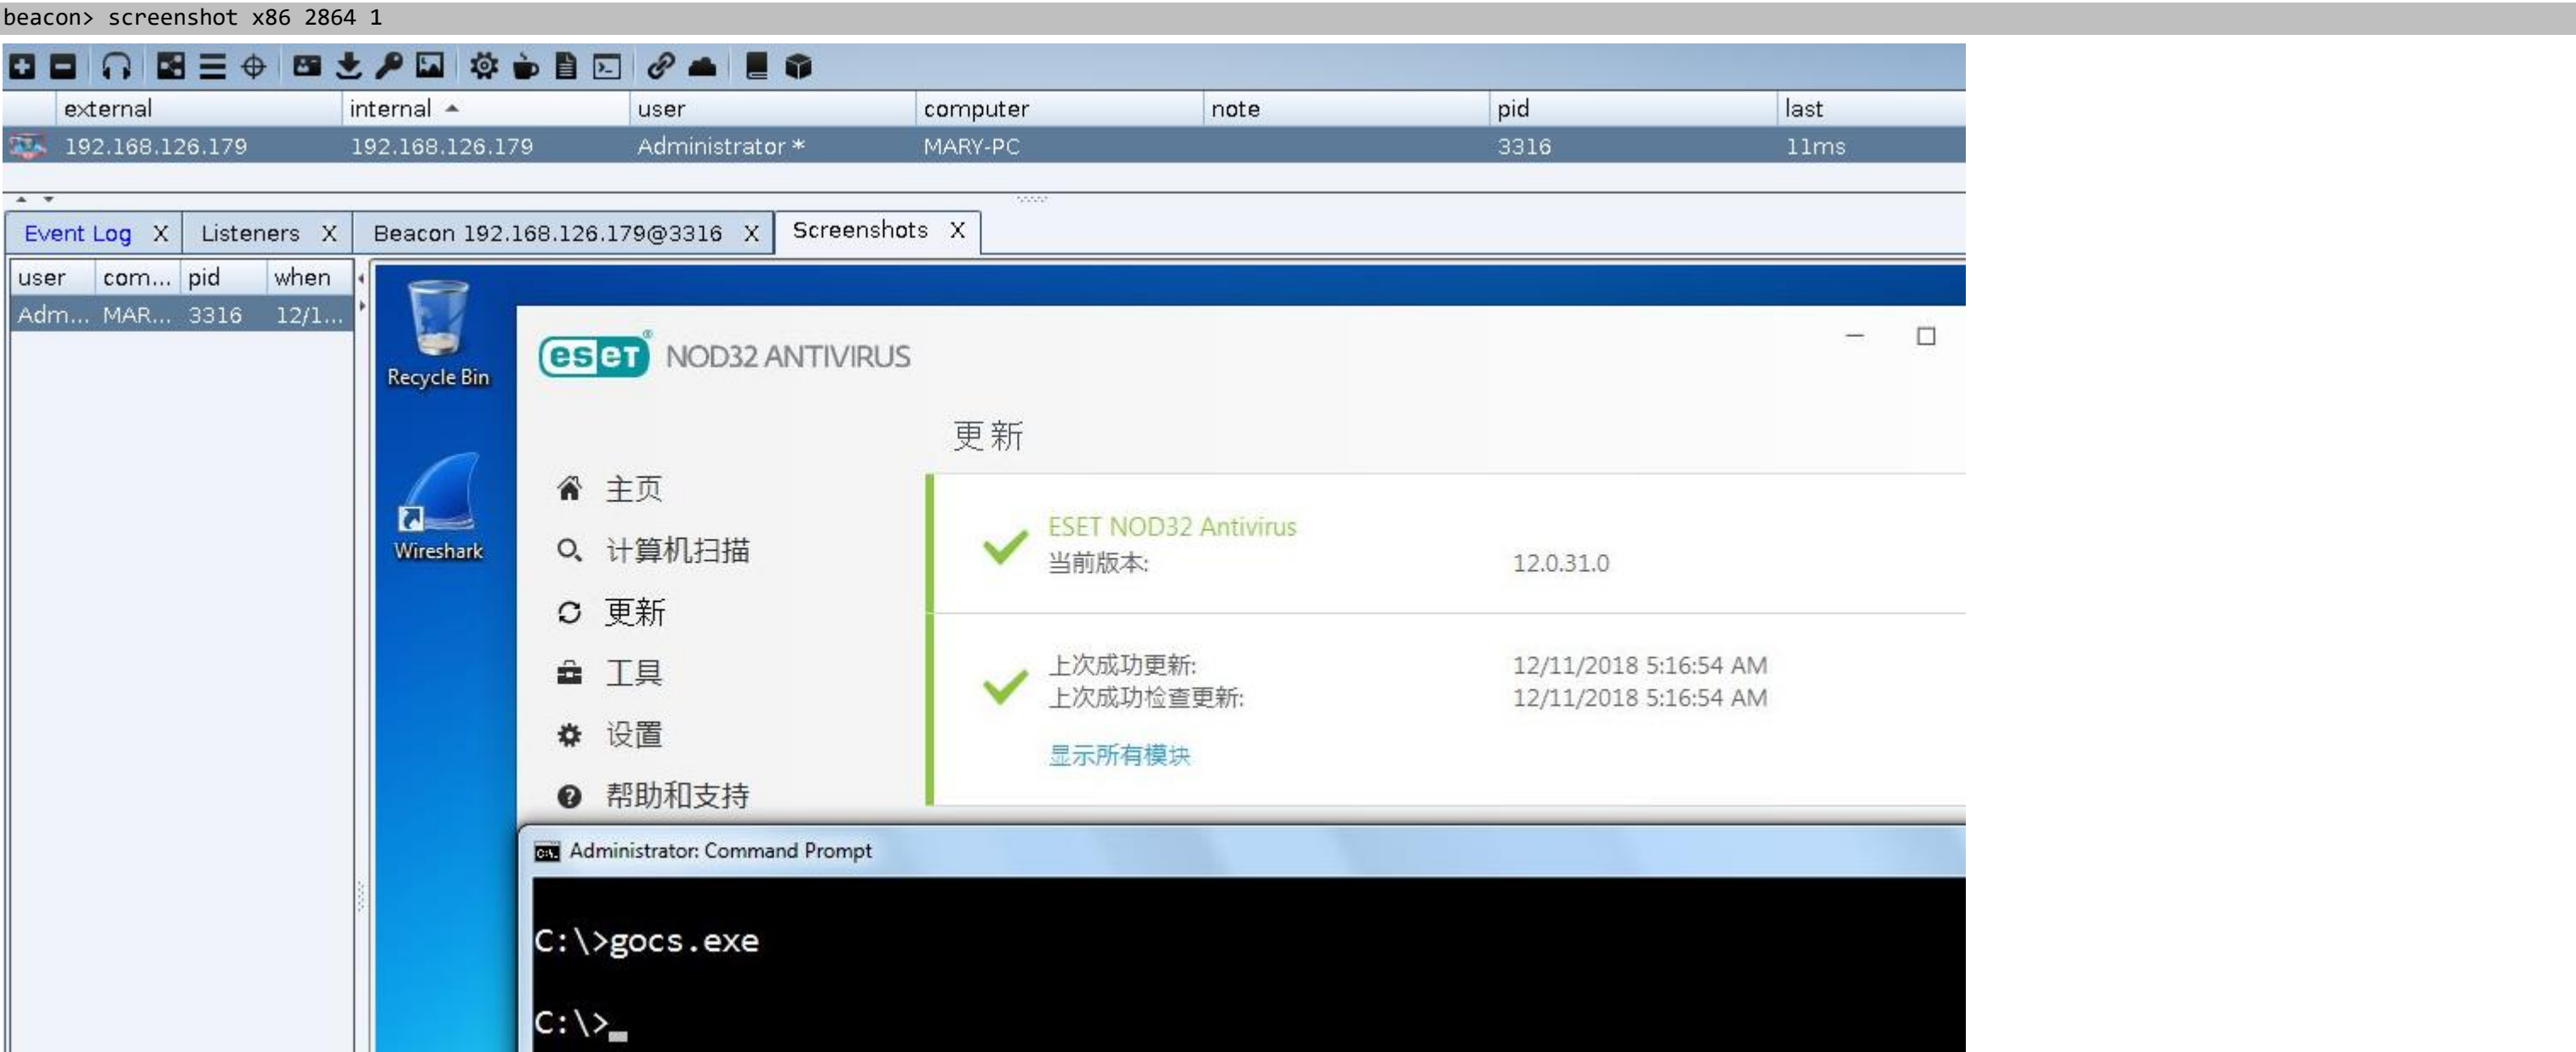 beacon> screenshot x86 2864 1
external internal user computer note pid last
192.168.126.179 192.168.126.179 Administrator * MARY-PC 3316 11ms
Event Log X Listeners X Beacon 192.168.126.179@3316 X Screenshots X
user com... pid when
Adm... MAR... 3316 12/1...
Recycle Bin
eset® NOD32 ANTIVIRUS
更新
主页
Wireshark
计算机扫描
更新
工具
设置
帮助和支持
ESET NOD32 Antivirus
当前版本: 12.0.31.0
上次成功更新: 12/11/2018 5:16:54 AM
上次成功检查更新: 12/11/2018 5:16:54 AM
显示所有模块
Administrator: Command Prompt
C:\>gocs.exe
C:\>_